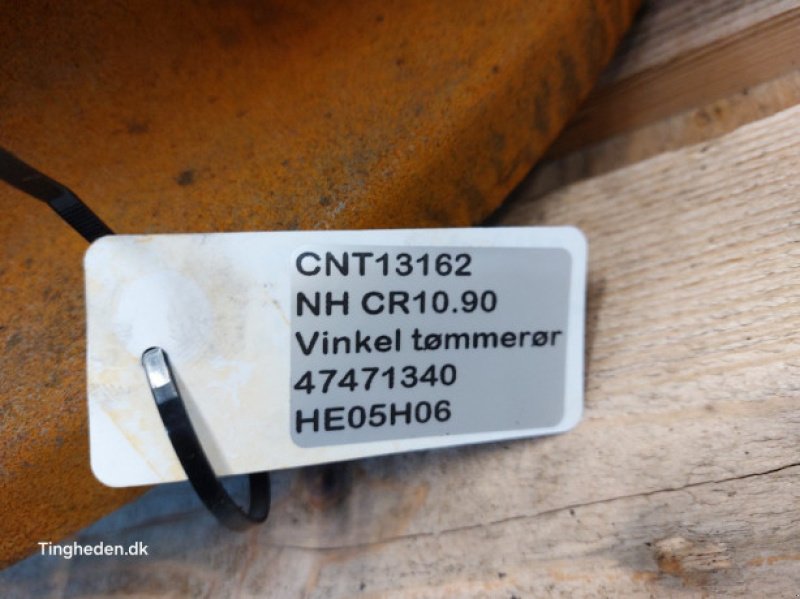 CNT13162
NH CR10.90
Vinkel tømmerør
47471340
HE05H06
Tingheden.dk